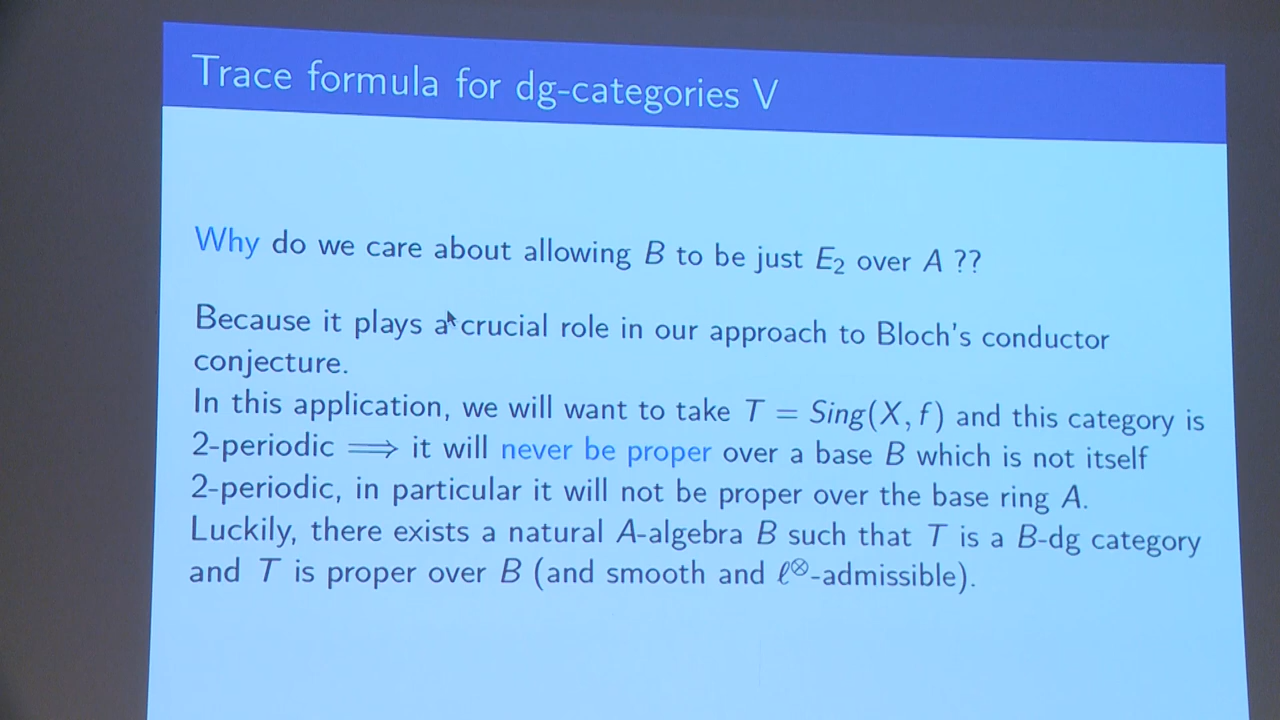 Trace formula for dg-categories V
Why do we care about allowing B to be just E₂ over A ??
Because it plays a crucial role in our approach to Bloch's conductor
conjecture.
In this application, we will want to take T = Sing(X, f) and this category is
2-periodic ⟹ it will never be proper over a base B which is not itself
2-periodic, in particular it will not be proper over the base ring A.
Luckily, there exists a natural A-algebra B such that T is a B-dg category
and T is proper over B (and smooth and ℓ^⊗-admissible).